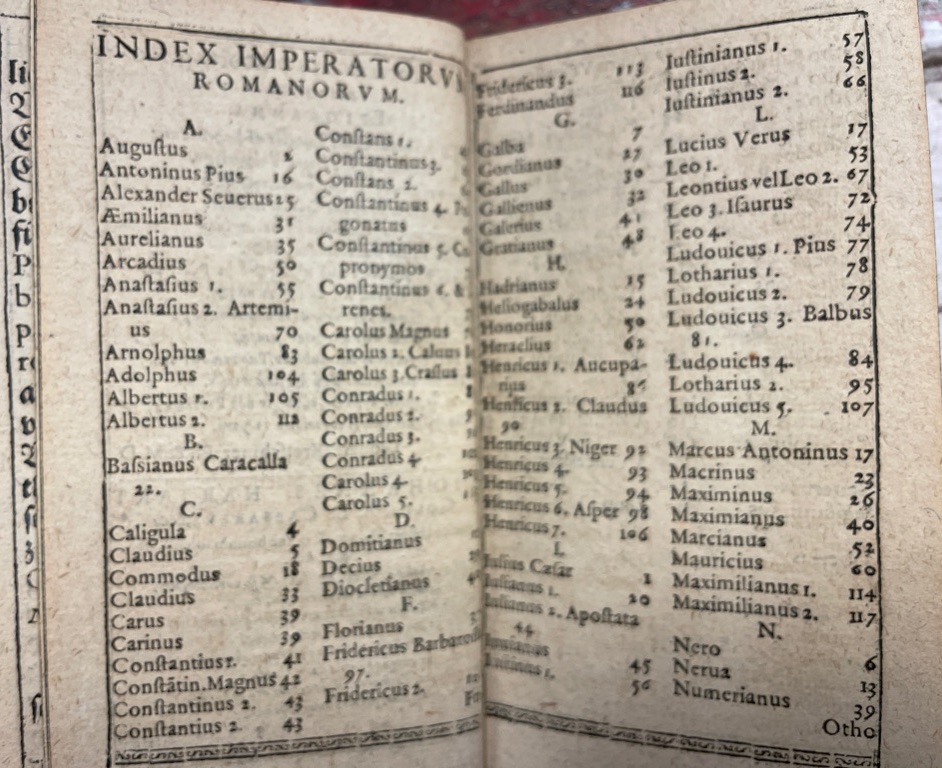 INDEX IMPERATORV
ROMANORVM.
A.
Auguſtus 2
Antoninus Pius 16
Alexander Seuerus 25
Æmilianus 31
Aurelianus 35
Arcadius 50
Anaſtaſius 1. 55
Anaſtaſius 2. Artemi-
us 70
Arnolphus 83
Adolphus 104
Albertus 1. 105
Albertus 2. 112
B.
Baſsianus Caracalla
22.
C.
Caligula 4
Claudius 5
Commodus 18
Claudius 33
Carus 39
Carinus 39
Conſtantius 1. 41
Conſtãtin. Magnus 42
Conſtantinus 2. 43
Conſtantius 2. 43
Conſtans 1.
Conſtantinus 3.
Conſtans 2.
Conſtantinus 4.
gonatus
Conſtantinus 5.
pronymos
Conſtantinus 6. &
renes.
Carolus Magnus
Carolus 2. Caluus
Carolus 3. Craſſus
Conradus 1.
Conradus 2.
Conradus 3.
Conradus 4.
Carolus 4.
Carolus 5.
D.
Domitianus
Decius
Diocletianus
F.
Florianus
Fridericus
97.
Fridericus 2.
Fridericus 3. 113
Ferdinandus 116
G.
Galba 7
Gordianus 27
Gallus 30
Gallienus 32
Galerius 41
Gratianus 48
H.
Hadrianus 15
Heliogabalus 24
Honorius 50
Heraclius 62
Henricus 1. Aucupa-
rius
Henricus 2. Claudus
90
Henricus 3. Niger 92
Henricus 4. 93
Henricus 5. 94
Henricus 6. Aſper 98
Henricus 7. 106
I.
Iulius Cæſar 1
Iulianus 1. 20
Iulianus 2. Apoſtata
44
Iouianus 45
Iuſtinus 1. 56
Iuſtinianus 1. 57
Iuſtinus 2. 58
Iuſtinianus 2. 66
L.
Lucius Verus 17
Leo 1. 53
Leontius vel Leo 2. 67
Leo 3. Iſaurus 72
Leo 4. 74
Ludouicus 1. Pius 77
Lotharius 1. 78
Ludouicus 2. 79
Ludouicus 3. Balbus
81.
Ludouicus 4. 84
Lotharius 2. 95
Ludouicus 5. 107
M.
Marcus Antoninus 17
Macrinus 23
Maximinus 26
Maximianus 40
Marcianus 52
Mauricius 60
Maximilianus 1. 114
Maximilianus 2. 117
N.
Nero 6
Nerua 13
Numerianus 39
Otho